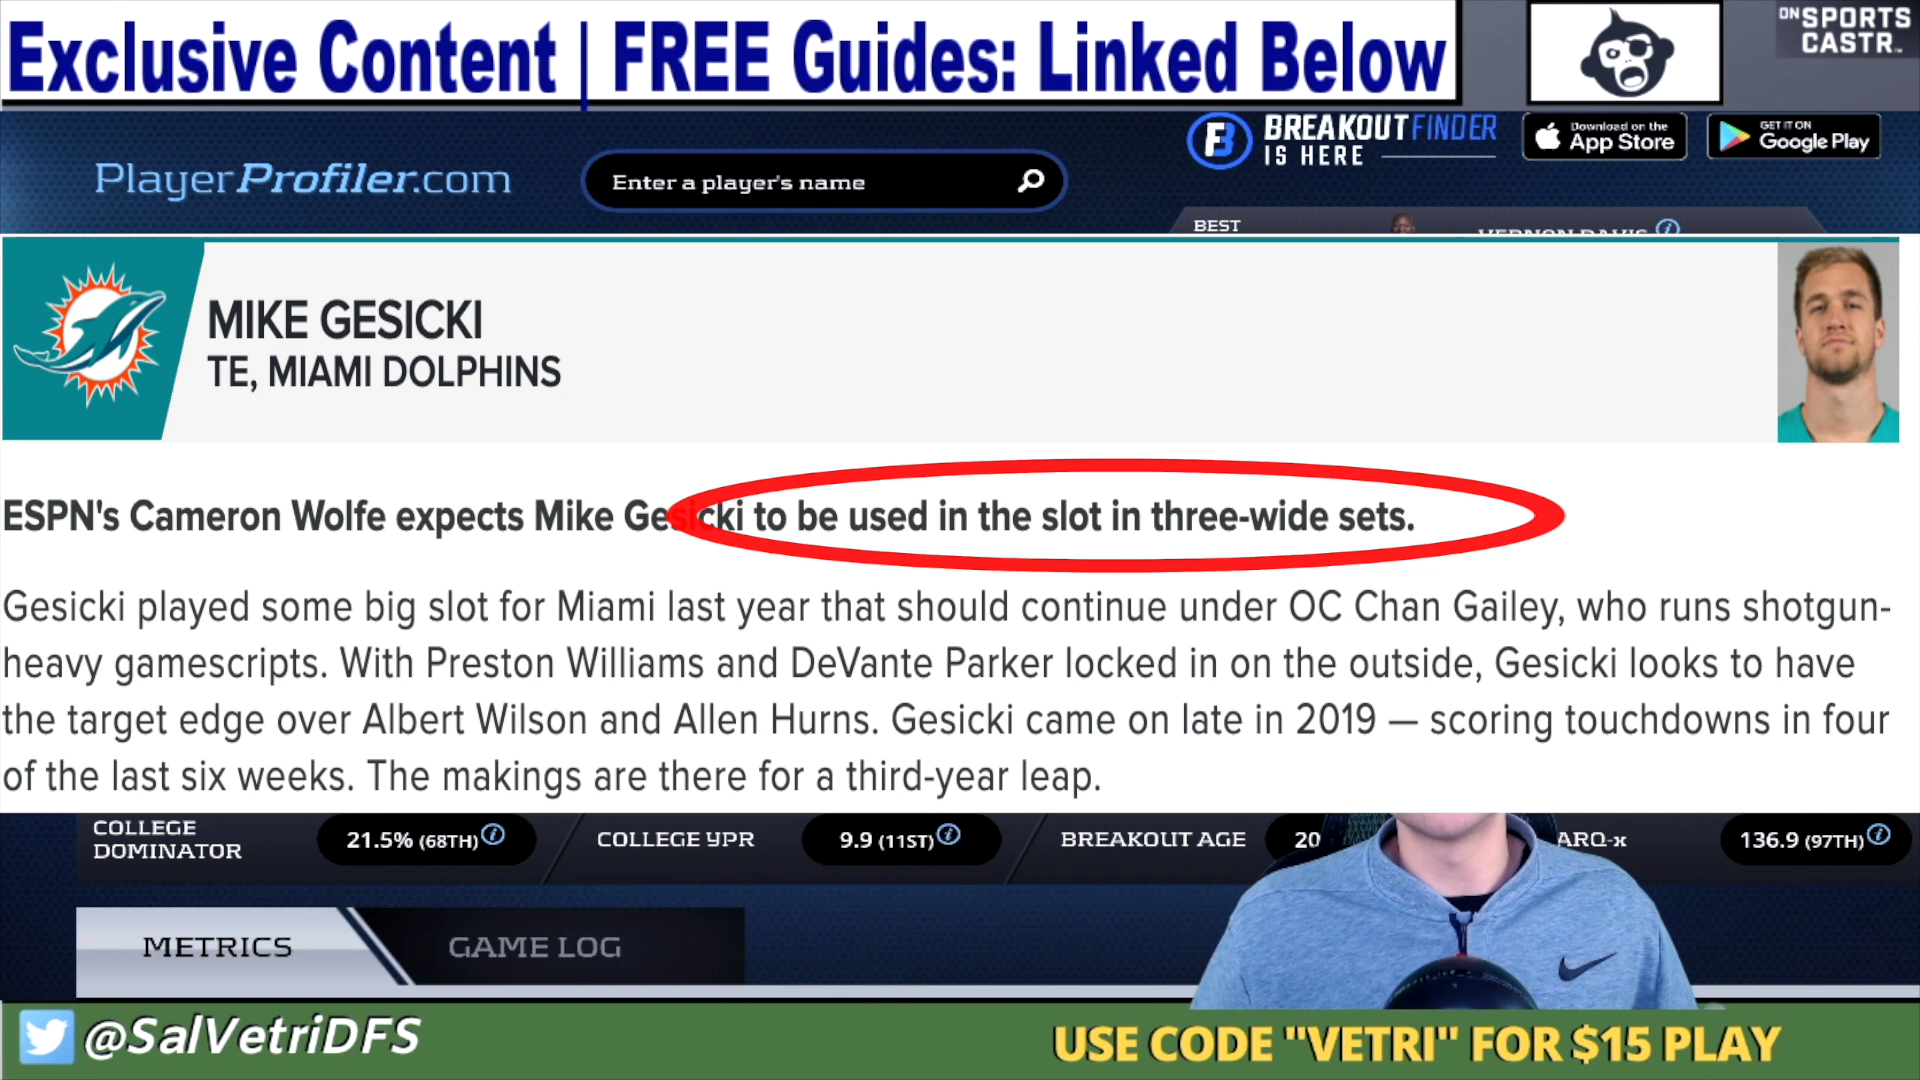 Exclusive Content | FREE Guides: Linked Below
ON SPORTS
CASTR
PlayerProfiler.com
Enter a player's name
BREAKOUT FINDER
IS HERE
Download on the
App Store
GET IT ON
Google Play
BEST
VERNON DAVIS
MIKE GESICKI
TE, MIAMI DOLPHINS
ESPN's Cameron Wolfe expects Mike Gesicki to be used in the slot in three-wide sets.
Gesicki played some big slot for Miami last year that should continue under OC Chan Gailey, who runs shotgun-
heavy gamescripts. With Preston Williams and DeVante Parker locked in on the outside, Gesicki looks to have
the target edge over Albert Wilson and Allen Hurns. Gesicki came on late in 2019 — scoring touchdowns in four
of the last six weeks. The makings are there for a third-year leap.
COLLEGE
DOMINATOR
21.5% (68TH)
COLLEGE YPR
9.9 (11ST)
BREAKOUT AGE
20
ARQ-x
136.9 (97TH)
METRICS
GAME LOG
@SalVetriDFS
USE CODE "VETRI" FOR $15 PLAY